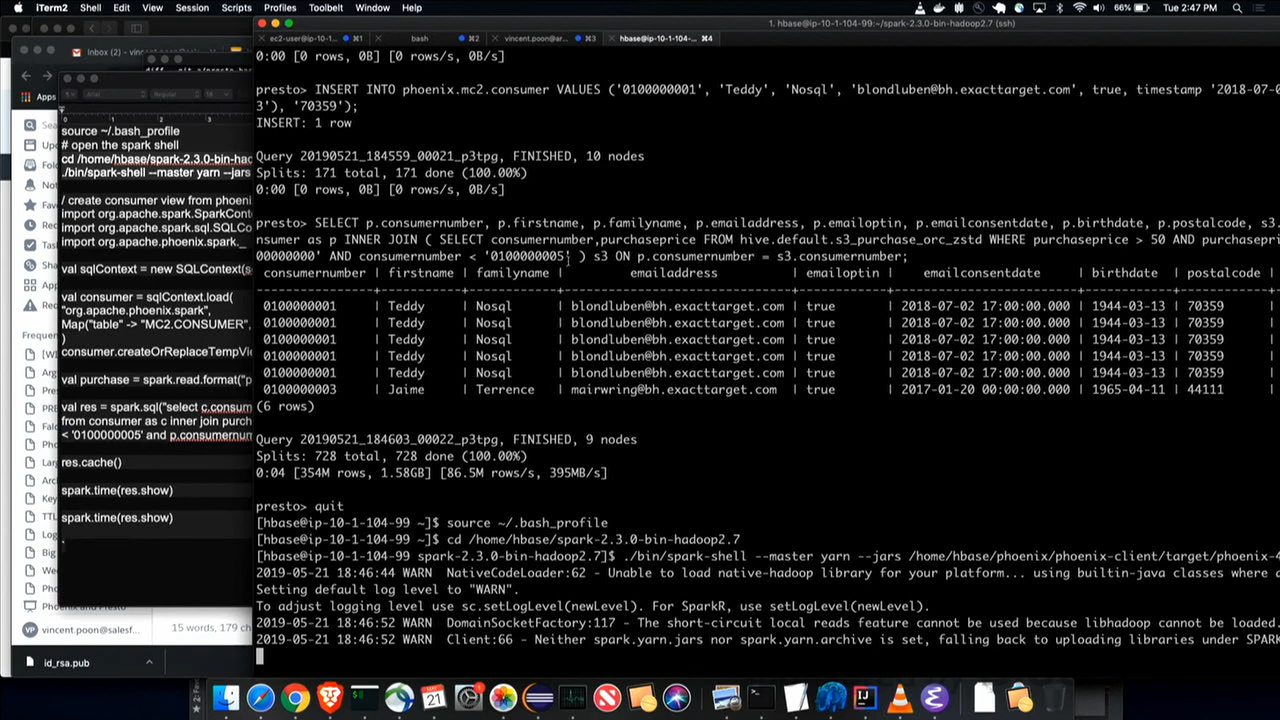 iTerm2 Shell Edit View Session Scripts Profiles Toolbelt Window Help 66% Tue 2:47 PM
1. hbase@ip-10-1-104-99:~/spark-2.3.0-bin-hadoop2.7 (ssh)
ec2-user@ip-10-1... ⌘1 bash ⌘2 vincent.poon@ar... ⌘3 hbase@ip-10-1-104-... ⌘4
Inbox (2) – vincent.poon@
Apps
source ~/.bash_profile
# open the spark shell
cd /home/hbase/spark-2.3.0-bin-had
./bin/spark-shell --master yarn --jars
/ create consumer view from phoenix
import org.apache.spark.SparkCont
import org.apache.spark.sql.SQLCo
import org.apache.phoenix.spark._
val sqlContext = new SQLContext(s
val consumer = sqlContext.load(
"org.apache.phoenix.spark",
Map("table" -> "MC2.CONSUMER",
)
consumer.createOrReplaceTempVi
val purchase = spark.read.format("p
val res = spark.sql("select c.consum
from consumer as c inner join purch
< '0100000005' and p.consumernum
res.cache()
spark.time(res.show)
spark.time(res.show)
Frequen
Phoenix and Presto
VP vincent.poon@salesf...
15 words, 179 ch
id_rsa.pub
0:00 [0 rows, 0B] [0 rows/s, 0B/s]
presto> INSERT INTO phoenix.mc2.consumer VALUES ('0100000001', 'Teddy', 'Nosql', 'blondluben@bh.exacttarget.com', true, timestamp '2018-07-0
3'), '70359');
INSERT: 1 row
Query 20190521_184559_00021_p3tpg, FINISHED, 10 nodes
Splits: 171 total, 171 done (100.00%)
0:00 [0 rows, 0B] [0 rows/s, 0B/s]
presto> SELECT p.consumernumber, p.firstname, p.familyname, p.emailaddress, p.emailoptin, p.emailconsentdate, p.birthdate, p.postalcode, s3
nsumer as p INNER JOIN ( SELECT consumernumber,purchaseprice FROM hive.default.s3_purchase_orc_zstd WHERE purchaseprice > 50 AND purchasepri
00000000' AND consumernumber < '0100000005' ) s3 ON p.consumernumber = s3.consumernumber;
consumernumber | firstname | familyname | emailaddress | emailoptin | emailconsentdate | birthdate | postalcode |
0100000001 | Teddy | Nosql | blondluben@bh.exacttarget.com | true | 2018-07-02 17:00:00.000 | 1944-03-13 | 70359 |
0100000001 | Teddy | Nosql | blondluben@bh.exacttarget.com | true | 2018-07-02 17:00:00.000 | 1944-03-13 | 70359 |
0100000001 | Teddy | Nosql | blondluben@bh.exacttarget.com | true | 2018-07-02 17:00:00.000 | 1944-03-13 | 70359 |
0100000001 | Teddy | Nosql | blondluben@bh.exacttarget.com | true | 2018-07-02 17:00:00.000 | 1944-03-13 | 70359 |
0100000001 | Teddy | Nosql | blondluben@bh.exacttarget.com | true | 2018-07-02 17:00:00.000 | 1944-03-13 | 70359 |
0100000003 | Jaime | Terrence | mairwring@bh.exacttarget.com | true | 2017-01-20 00:00:00.000 | 1965-04-11 | 44111 |
(6 rows)
Query 20190521_184603_00022_p3tpg, FINISHED, 9 nodes
Splits: 728 total, 728 done (100.00%)
0:04 [354M rows, 1.58GB] [86.5M rows/s, 395MB/s]
presto> quit
[hbase@ip-10-1-104-99 ~]$ source ~/.bash_profile
[hbase@ip-10-1-104-99 ~]$ cd /home/hbase/spark-2.3.0-bin-hadoop2.7
[hbase@ip-10-1-104-99 spark-2.3.0-bin-hadoop2.7]$ ./bin/spark-shell --master yarn --jars /home/hbase/phoenix/phoenix-client/target/phoenix-4
2019-05-21 18:46:44 WARN NativeCodeLoader:62 - Unable to load native-hadoop library for your platform... using builtin-java classes where a
Setting default log level to "WARN".
To adjust logging level use sc.setLogLevel(newLevel). For SparkR, use setLogLevel(newLevel).
2019-05-21 18:46:52 WARN DomainSocketFactory:117 - The short-circuit local reads feature cannot be used because libhadoop cannot be loaded.
2019-05-21 18:46:52 WARN Client:66 - Neither spark.yarn.jars nor spark.yarn.archive is set, falling back to uploading libraries under SPARK